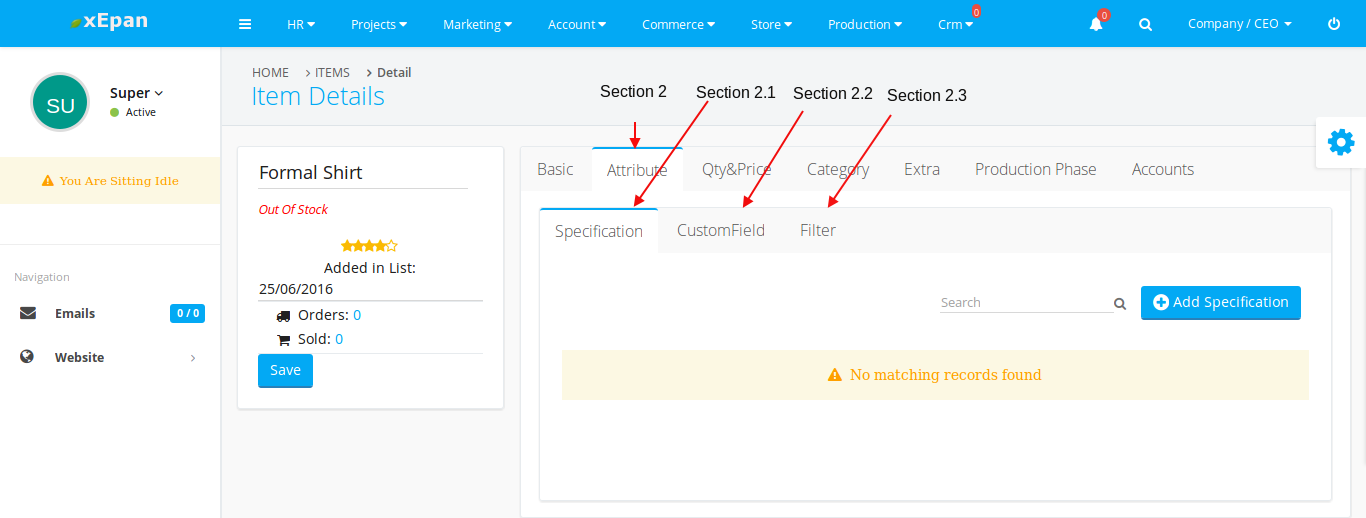 xEpan
HR Projects Marketing Account Commerce Store Production Crm 0 0 Company / CEO
SU
Super
Active
You Are Sitting Idle
Navigation
Emails 0 / 0
Website
HOME ITEMS Detail
Item Details
Section 2 Section 2.1 Section 2.2 Section 2.3
Formal Shirt
Out Of Stock
Added in List:
25/06/2016
Orders: 0
Sold: 0
Save
Basic Attribute Qty&Price Category Extra Production Phase Accounts
Specification CustomField Filter
Search Add Specification
No matching records found